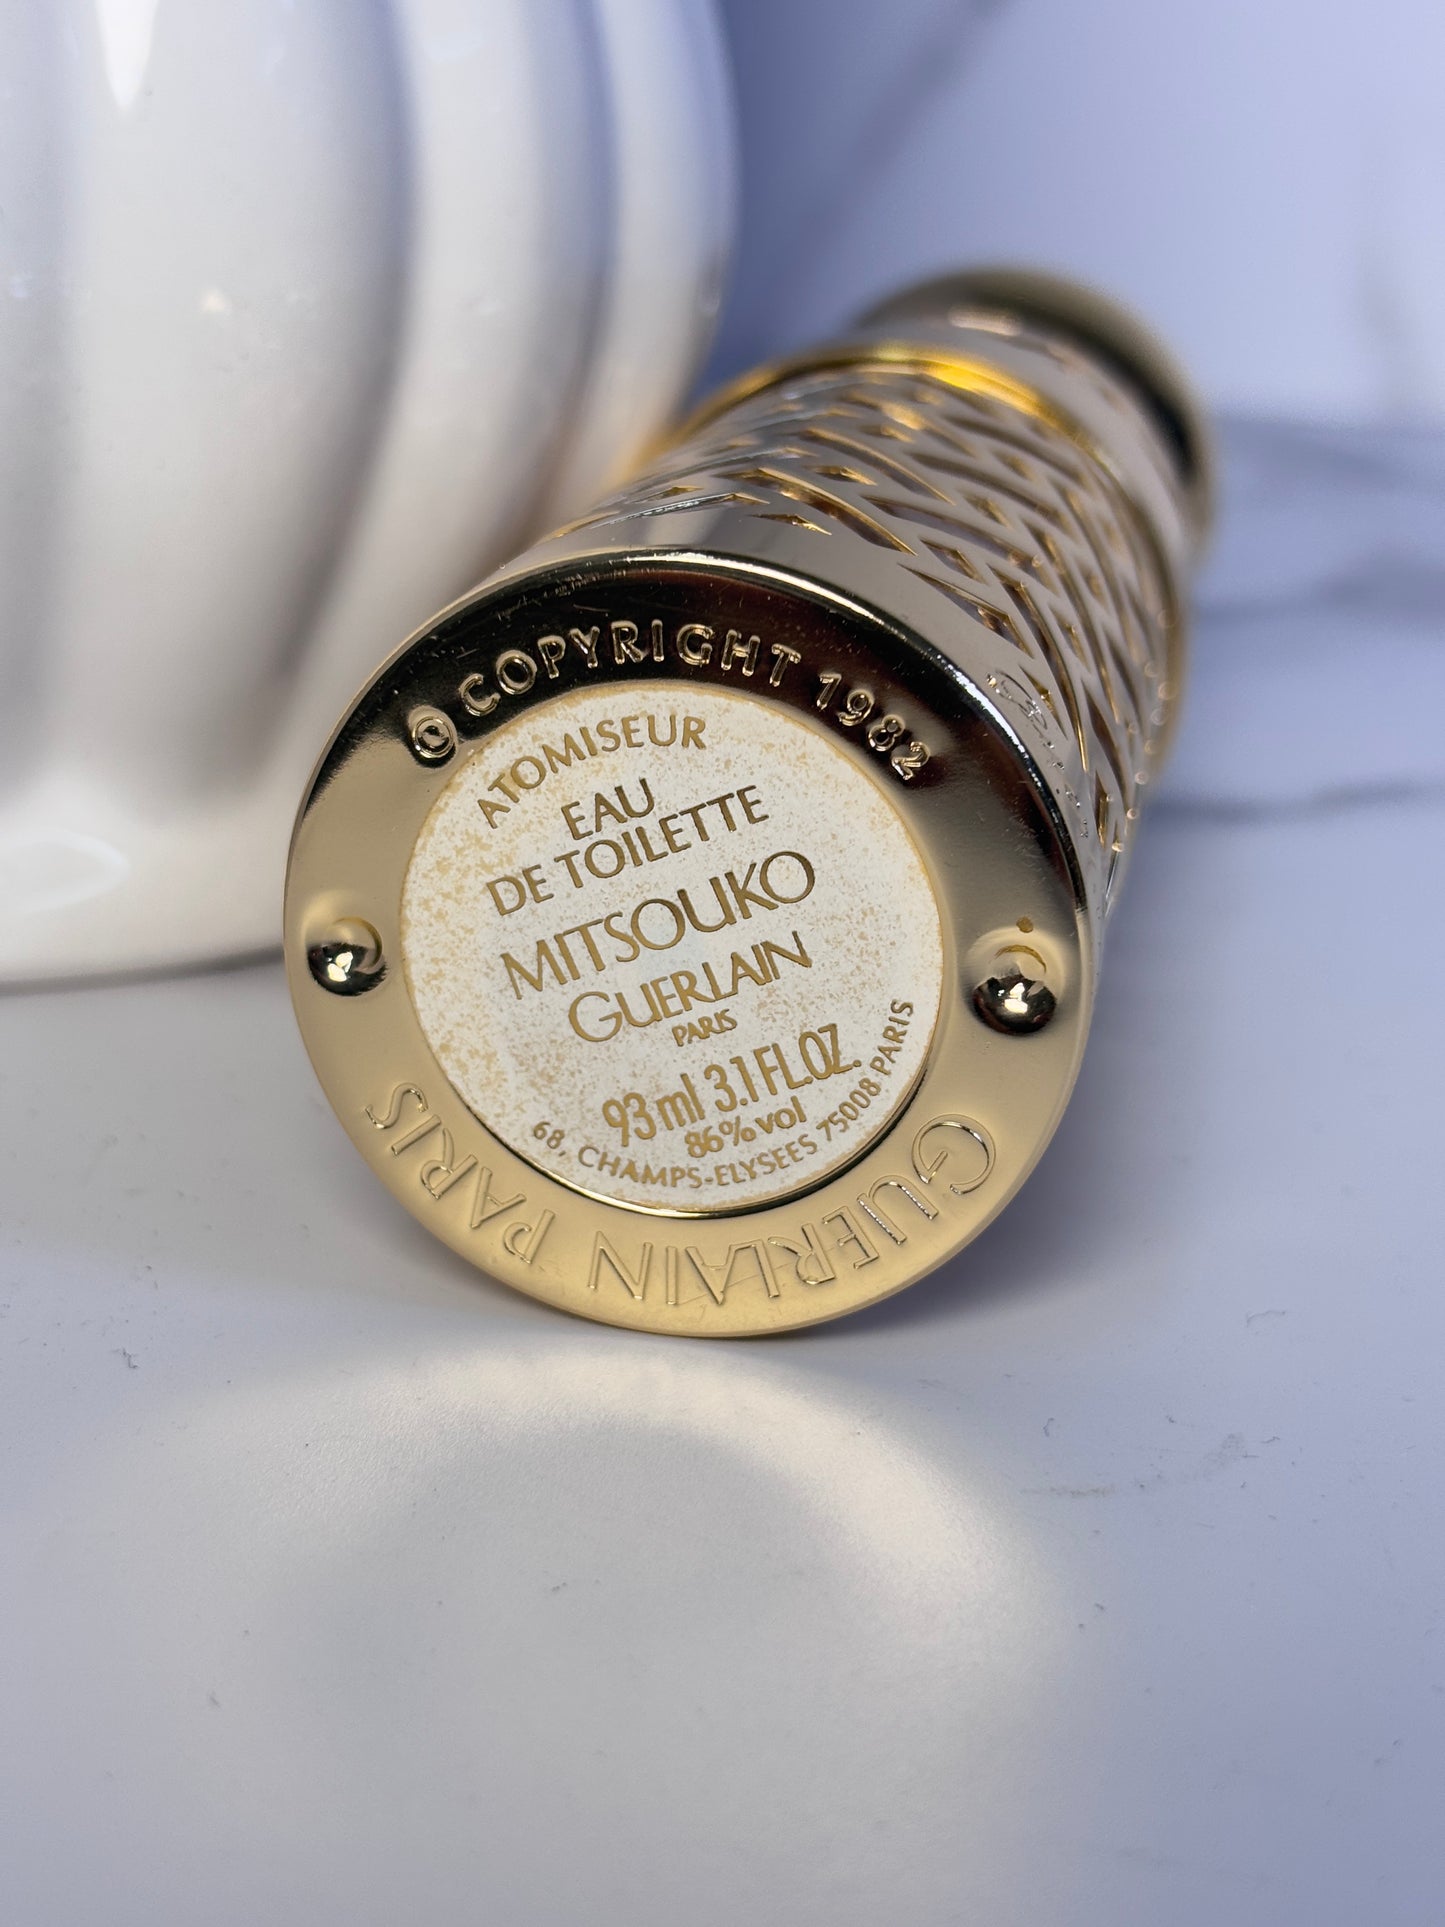 © COPYRIGHT 1982
ATOMISEUR
EAU
DE TOILETTE
MITSOUKO
GUERLAIN
PARIS
93 ml 3.1 FL.OZ.
86% vol
68, CHAMPS-ELYSEES 75008 PARIS
GUERLAIN PARIS